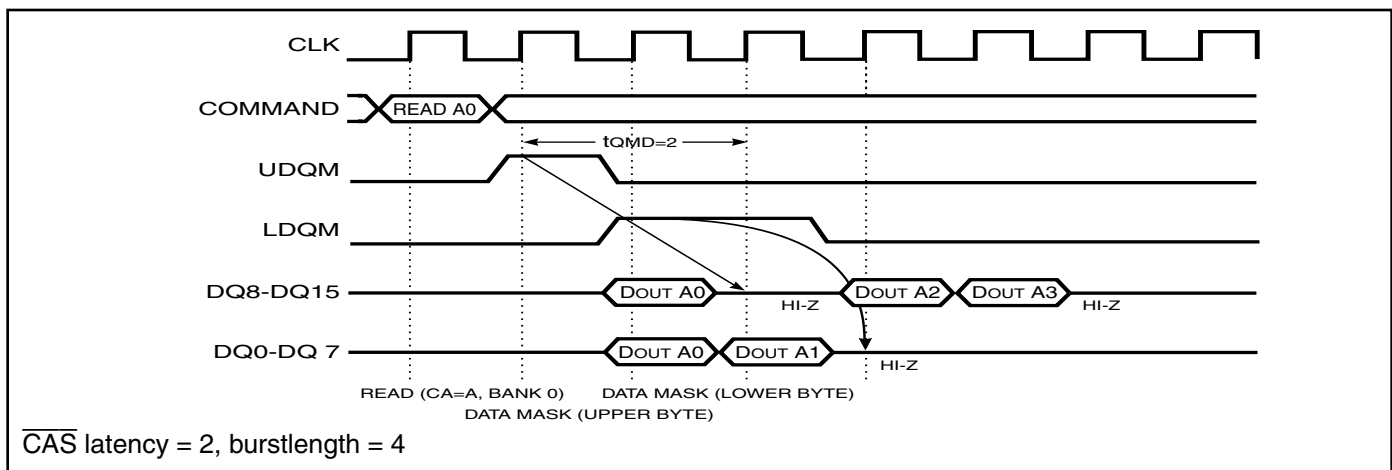 CLK
COMMAND
READ A0
tQMD=2
UDQM
LDQM
DQ8-DQ15
DOUT A0
HI-Z
DOUT A2
DOUT A3
HI-Z
DQ0-DQ 7
DOUT A0
DOUT A1
HI-Z
READ (CA=A, BANK 0)
DATA MASK (LOWER BYTE)
DATA MASK (UPPER BYTE)
CAS latency = 2, burstlength = 4